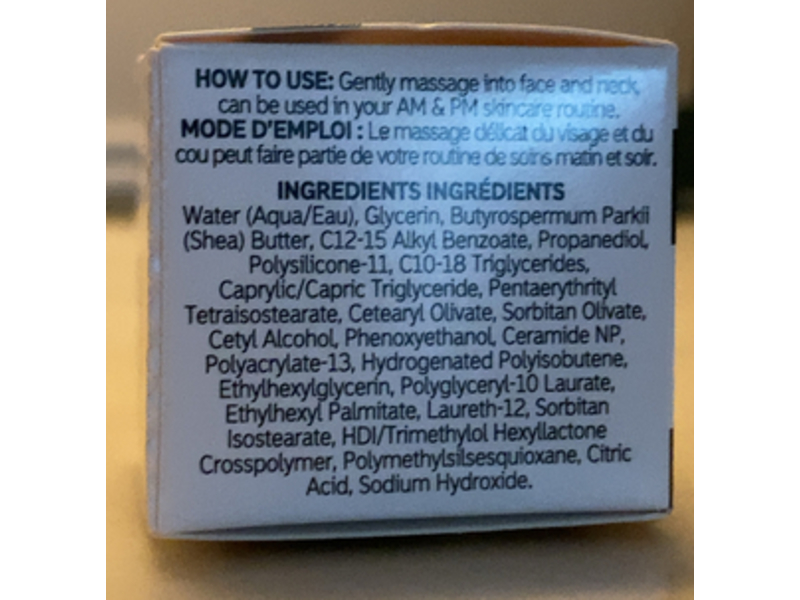 HOW TO USE: Gently massage into face and neck,
can be used in your AM & PM skincare routine.
MODE D'EMPLOI : Le massage délicat du visage et du
cou peut faire partie de votre routine de soins matin et soir.
INGREDIENTS INGRÉDIENTS
Water (Aqua/Eau), Glycerin, Butyrospermum Parkii
(Shea) Butter, C12-15 Alkyl Benzoate, Propanediol,
Polysilicone-11, C10-18 Triglycerides,
Caprylic/Capric Triglyceride, Pentaerythrityl
Tetraisostearate, Cetearyl Olivate, Sorbitan Olivate,
Cetyl Alcohol, Phenoxyethanol, Ceramide NP,
Polyacrylate-13, Hydrogenated Polyisobutene,
Ethylhexylglycerin, Polyglyceryl-10 Laurate,
Ethylhexyl Palmitate, Laureth-12, Sorbitan
Isostearate, HDI/Trimethylol Hexyllactone
Crosspolymer, Polymethylsilsesquioxane, Citric
Acid, Sodium Hydroxide.